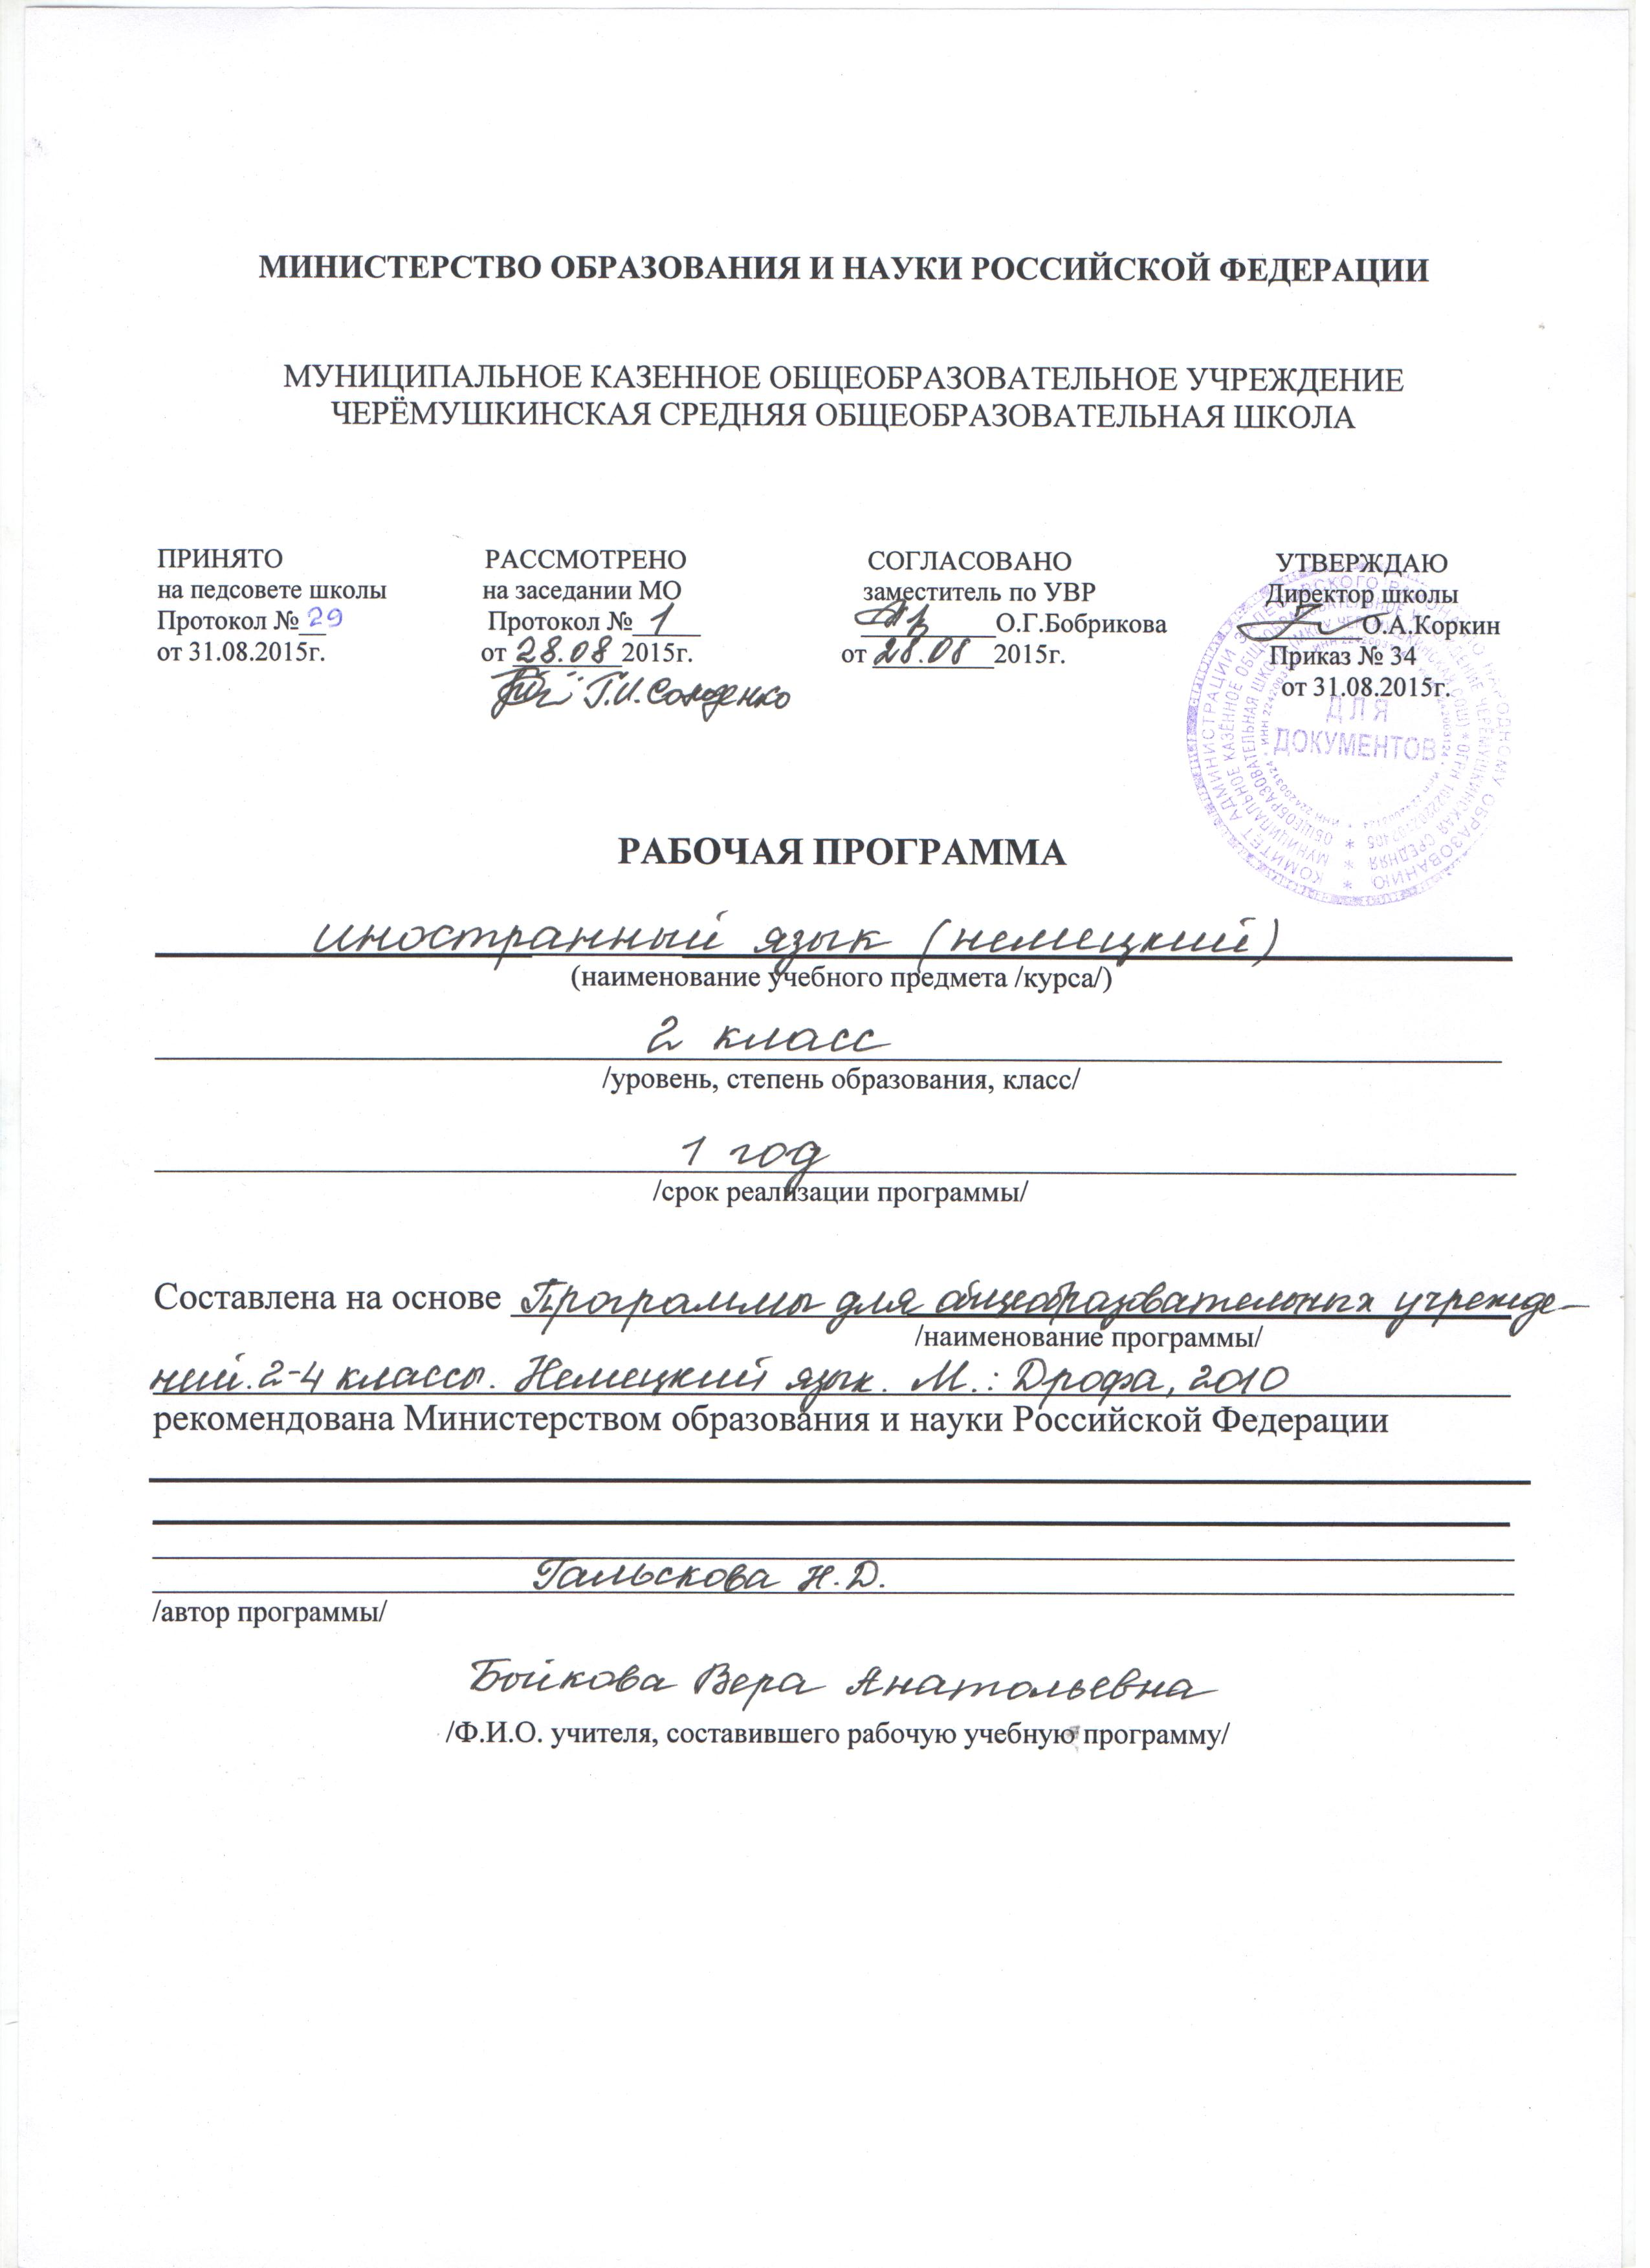 МИНИСТЕРСТВО ОБРАЗОВАНИЯ И НАУКИ РОССИЙСКОЙ ФЕДЕРАЦИИ
МУНИЦИПАЛЬНОЕ КАЗЕННОЕ ОБЩЕОБРАЗОВАТЕЛЬНОЕ УЧРЕЖДЕНИЕ
ЧЕРЁМУШКИНСКАЯ СРЕДНЯЯ ОБЩЕОБРАЗОВАТЕЛЬНАЯ ШКОЛА
ПРИНЯТО
на педсовете школы
Протокол № 29
от 31.08.2015г.
РАССМОТРЕНО
на заседании МО
Протокол № 1
от 28.08 2015г.
Г.И.
СОГЛАСОВАНО
заместитель по УВР
О.Г.Бобрикова
от 28.08 2015г.
УТВЕРЖДАЮ
Директор школы
О.А.Коркин
Приказ № 34
от 31.08.2015г.
ДЛЯ
ДОКУМЕНТОВ
РАБОЧАЯ ПРОГРАММА
иностранный язык (немецкий)
(наименование учебного предмета /курса/)
2 класс
/уровень, степень образования, класс/
1 год
/срок реализации программы/
Составлена на основе Программы для общеобразовательных учрежде-
/наименование программы/
ний. 2-4 классы. Немецкий язык. М.: Дрофа, 2010
рекомендована Министерством образования и науки Российской Федерации
Гальскова Н.Д.
/автор программы/
Бойкова Вера Анатольевна
/Ф.И.О. учителя, составившего рабочую учебную программу/